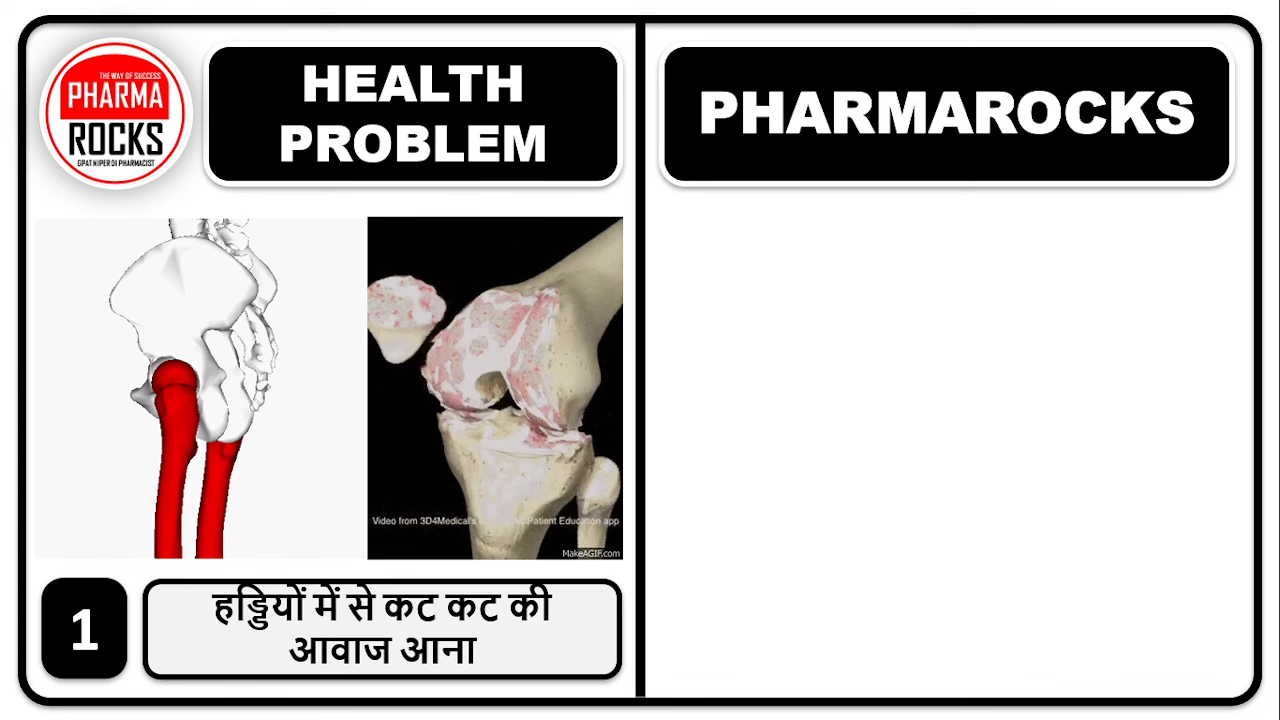 THE WAY OF SUCCESS
PHARMA
ROCKS
GPAT NIPER DI PHARMACIST
HEALTH
PROBLEM
PHARMAROCKS
Video from 3D4Medical's Patient Education app
MakeAGIF.com
1
हड्डियों में से कट कट की
आवाज आना